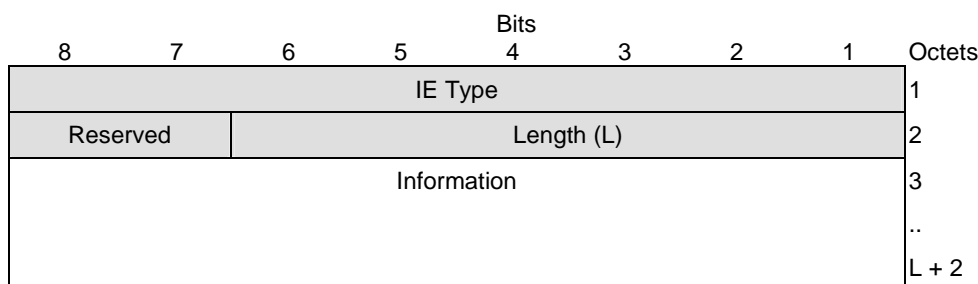 Bits
8 7 6 5 4 3 2 1 Octets
IE Type 1
Reserved Length (L) 2
Information 3
..
L + 2